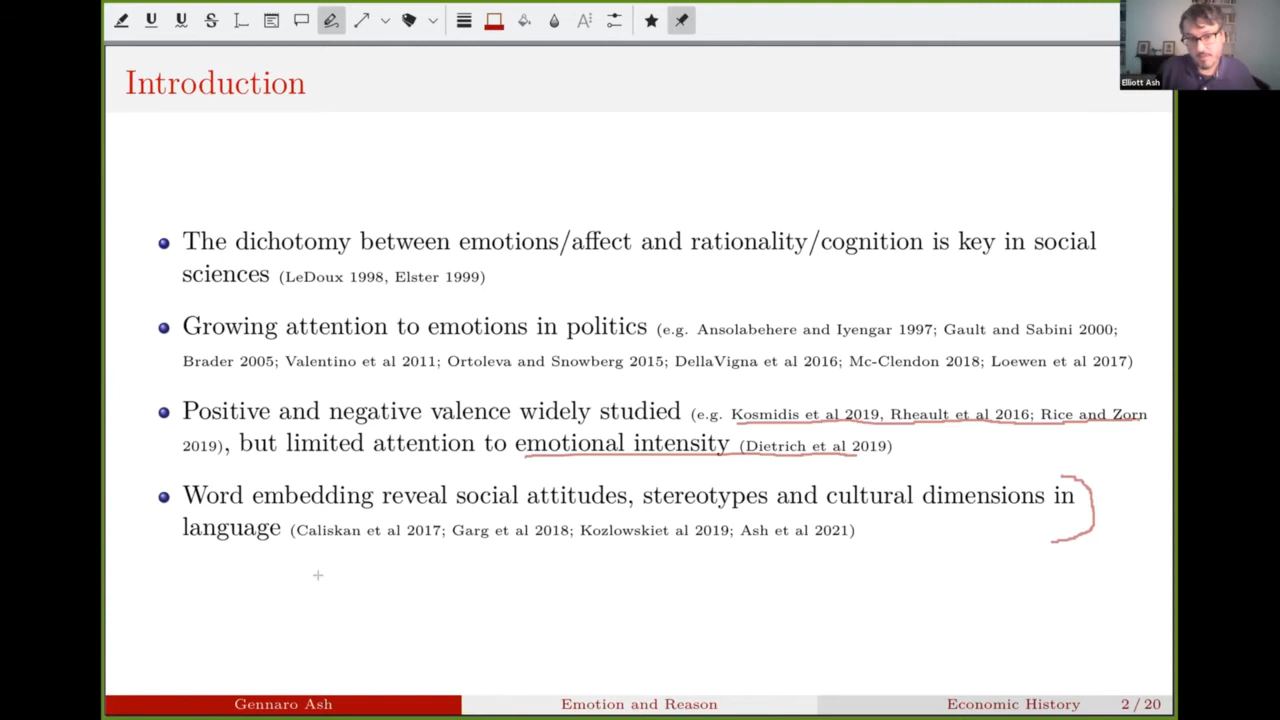 Elliott Ash
Introduction
The dichotomy between emotions/affect and rationality/cognition is key in social
sciences (LeDoux 1998, Elster 1999)
Growing attention to emotions in politics (e.g. Ansolabehere and Iyengar 1997; Gault and Sabini 2000;
Brader 2005; Valentino et al 2011; Ortoleva and Snowberg 2015; DellaVigna et al 2016; Mc-Clendon 2018; Loewen et al 2017)
Positive and negative valence widely studied (e.g. Kosmidis et al 2019, Rheault et al 2016; Rice and Zorn
2019), but limited attention to emotional intensity (Dietrich et al 2019)
Word embedding reveal social attitudes, stereotypes and cultural dimensions in
language (Caliskan et al 2017; Garg et al 2018; Kozlowskiet al 2019; Ash et al 2021)
Gennaro Ash Emotion and Reason Economic History 2 / 20